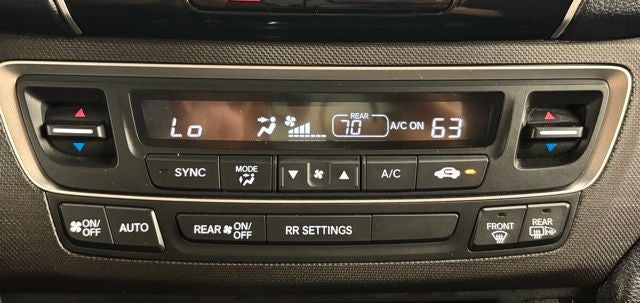 REAR
Lo 70 A/C ON 63
SYNC MODE A/C
ON/OFF AUTO REAR ON/OFF RR SETTINGS FRONT REAR